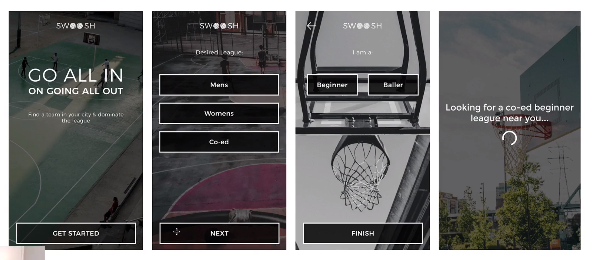 SWOOSH
GO ALL IN
ON GOING ALL OUT
Find a team in your city & dominate
the league.
GET STARTED
SWOOSH
Desired League:
Mens
Womens
Co-ed
NEXT
SWOOSH
I am a:
Beginner
Baller
FINISH
Looking for a co-ed beginner
league near you...